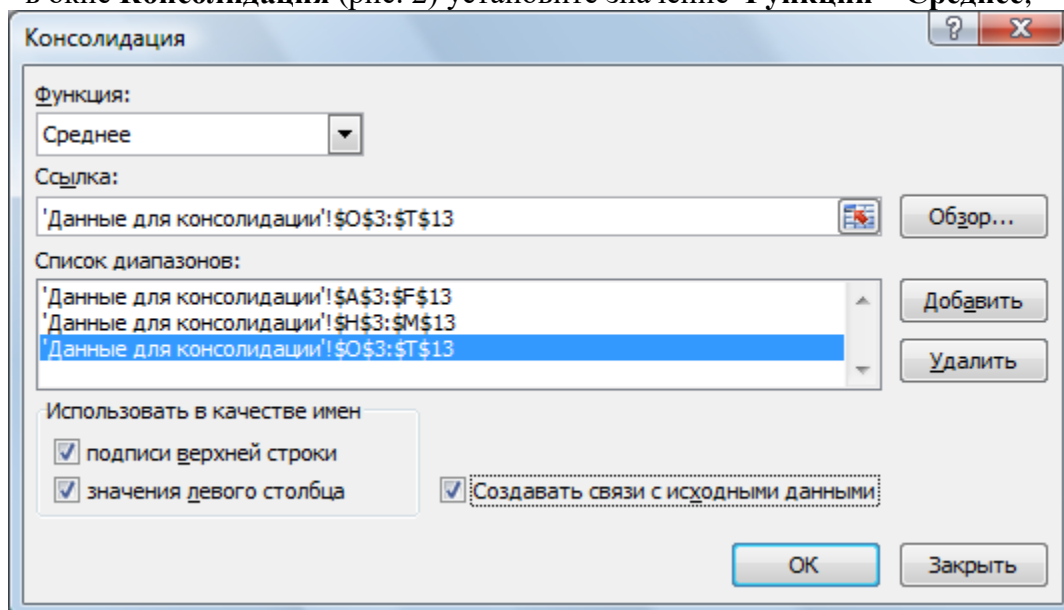 в окне Консолидация (рис. 2) установите значение Функции – Среднее,
Консолидация
Функция:
Среднее
Ссылка:
'Данные для консолидации'!$O$3:$T$13
Обзор...
Список диапазонов:
'Данные для консолидации'!$A$3:$F$13
'Данные для консолидации'!$H$3:$M$13
'Данные для консолидации'!$O$3:$T$13
Добавить
Удалить
Использовать в качестве имен
подписи верхней строки
значения левого столбца
Создавать связи с исходными данными
ОК
Закрыть